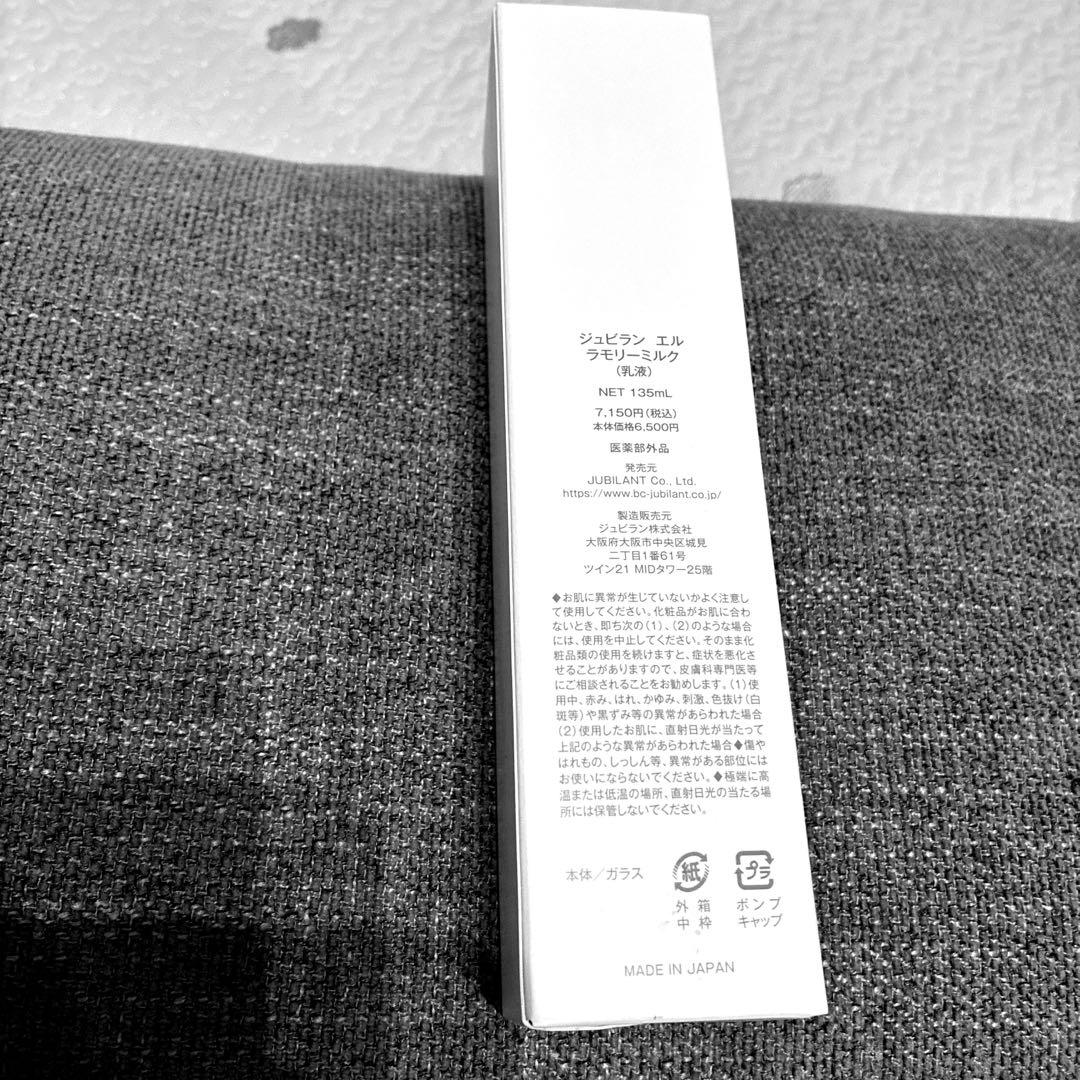 ジュビラン エル
ラモリーミルク
(乳液)
NET 135mL
7,150円(税込)
本体価格6,500円
医薬部外品
発売元
JUBILANT Co., Ltd.
https://www.bc-jubilant.co.jp/
製造販売元
ジュビラン株式会社
大阪府大阪市中央区城見
二丁目1番61号
ツイン21 MIDタワー25階
◆お肌に異常が生じていないかよく注意し
て使用してください。化粧品がお肌に合わ
ないとき、即ち次の(1)、(2)のような場合
には、使用を中止してください。そのまま化
粧品類の使用を続けますと、症状を悪化さ
せることがありますので、皮膚科専門医等
にご相談されることをお勧めします。(1)使
用中、赤み、はれ、かゆみ、刺激、色抜け(白
斑等)や黒ずみ等の異常があらわれた場合
(2)使用したお肌に、直射日光が当たって
上記のような異常があらわれた場合◆傷や
はれもの、しっしん等、異常がある部位には
お使いにならないでください。◆極端に高
温または低温の場所、直射日光の当たる場
所には保管しないでください。
本体/ガラス 紙 プラ
外箱 ポンプ
中枠 キャップ
MADE IN JAPAN